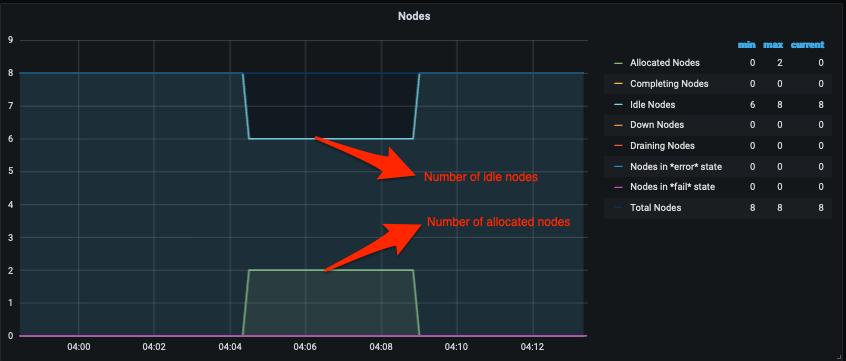 Nodes
9
8
7
6
5
4
3
2
1
0
04:00 04:02 04:04 04:06 04:08 04:10 04:12
Number of idle nodes
Number of allocated nodes
min max current
Allocated Nodes 0 2 0
Completing Nodes 0 0 0
Idle Nodes 6 8 8
Down Nodes 0 0 0
Draining Nodes 0 0 0
Nodes in *error* state 0 0 0
Nodes in *fail* state 0 0 0
Total Nodes 8 8 8